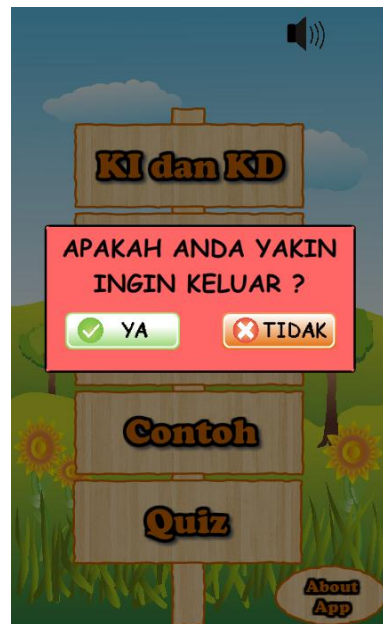 KI dan KD
APAKAH ANDA YAKIN
INGIN KELUAR ?
YA
TIDAK
Contoh
Quiz
About
App